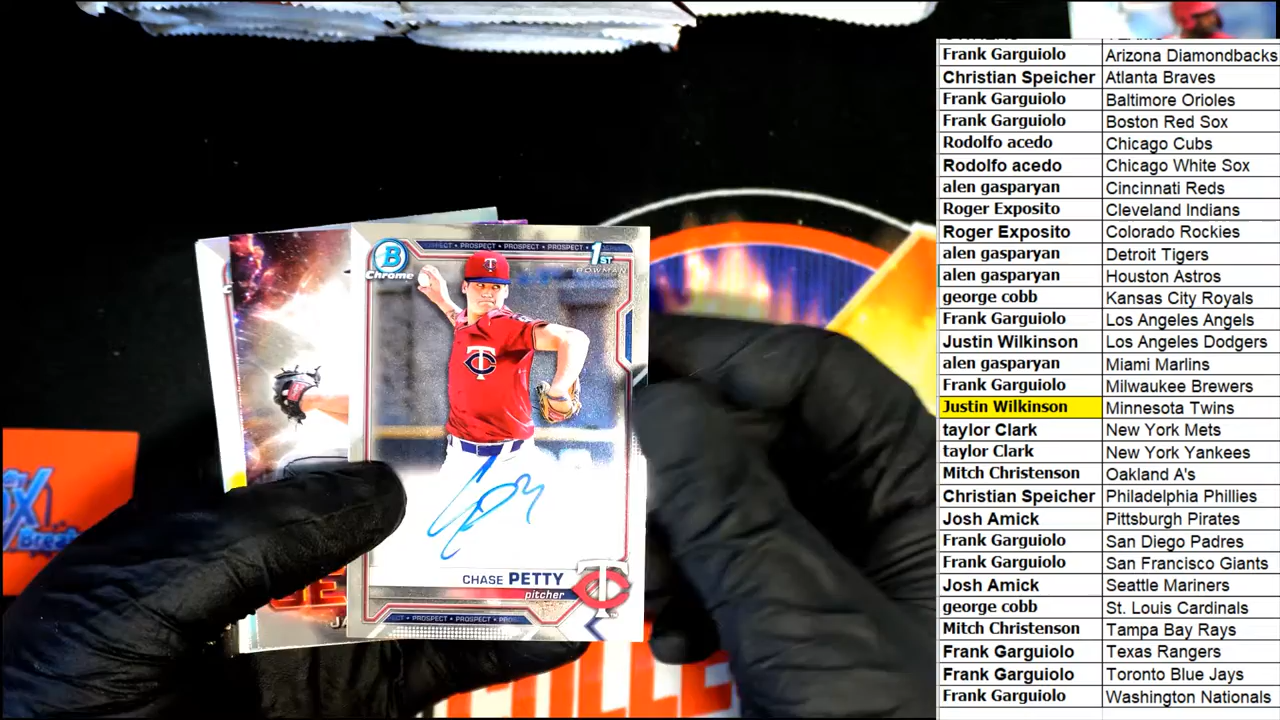 Frank Garguiolo Arizona Diamondbacks
Christian Speicher Atlanta Braves
Frank Garguiolo Baltimore Orioles
Frank Garguiolo Boston Red Sox
Rodolfo acedo Chicago Cubs
Rodolfo acedo Chicago White Sox
alen gasparyan Cincinnati Reds
Roger Exposito Cleveland Indians
Roger Exposito Colorado Rockies
alen gasparyan Detroit Tigers
alen gasparyan Houston Astros
george cobb Kansas City Royals
Frank Garguiolo Los Angeles Angels
Justin Wilkinson Los Angeles Dodgers
alen gasparyan Miami Marlins
Frank Garguiolo Milwaukee Brewers
Justin Wilkinson Minnesota Twins
taylor Clark New York Mets
taylor Clark New York Yankees
Mitch Christenson Oakland A's
Christian Speicher Philadelphia Phillies
Josh Amick Pittsburgh Pirates
Frank Garguiolo San Diego Padres
Frank Garguiolo San Francisco Giants
Josh Amick Seattle Mariners
george cobb St. Louis Cardinals
Mitch Christenson Tampa Bay Rays
Frank Garguiolo Texas Rangers
Frank Garguiolo Toronto Blue Jays
Frank Garguiolo Washington Nationals
PROSPECT • PROSPECT • PROSPECT
B
Chrome
1ST
BOWMAN
TC
TC
CHASE PETTY
pitcher
TC
PROSPECT • PROSPECT